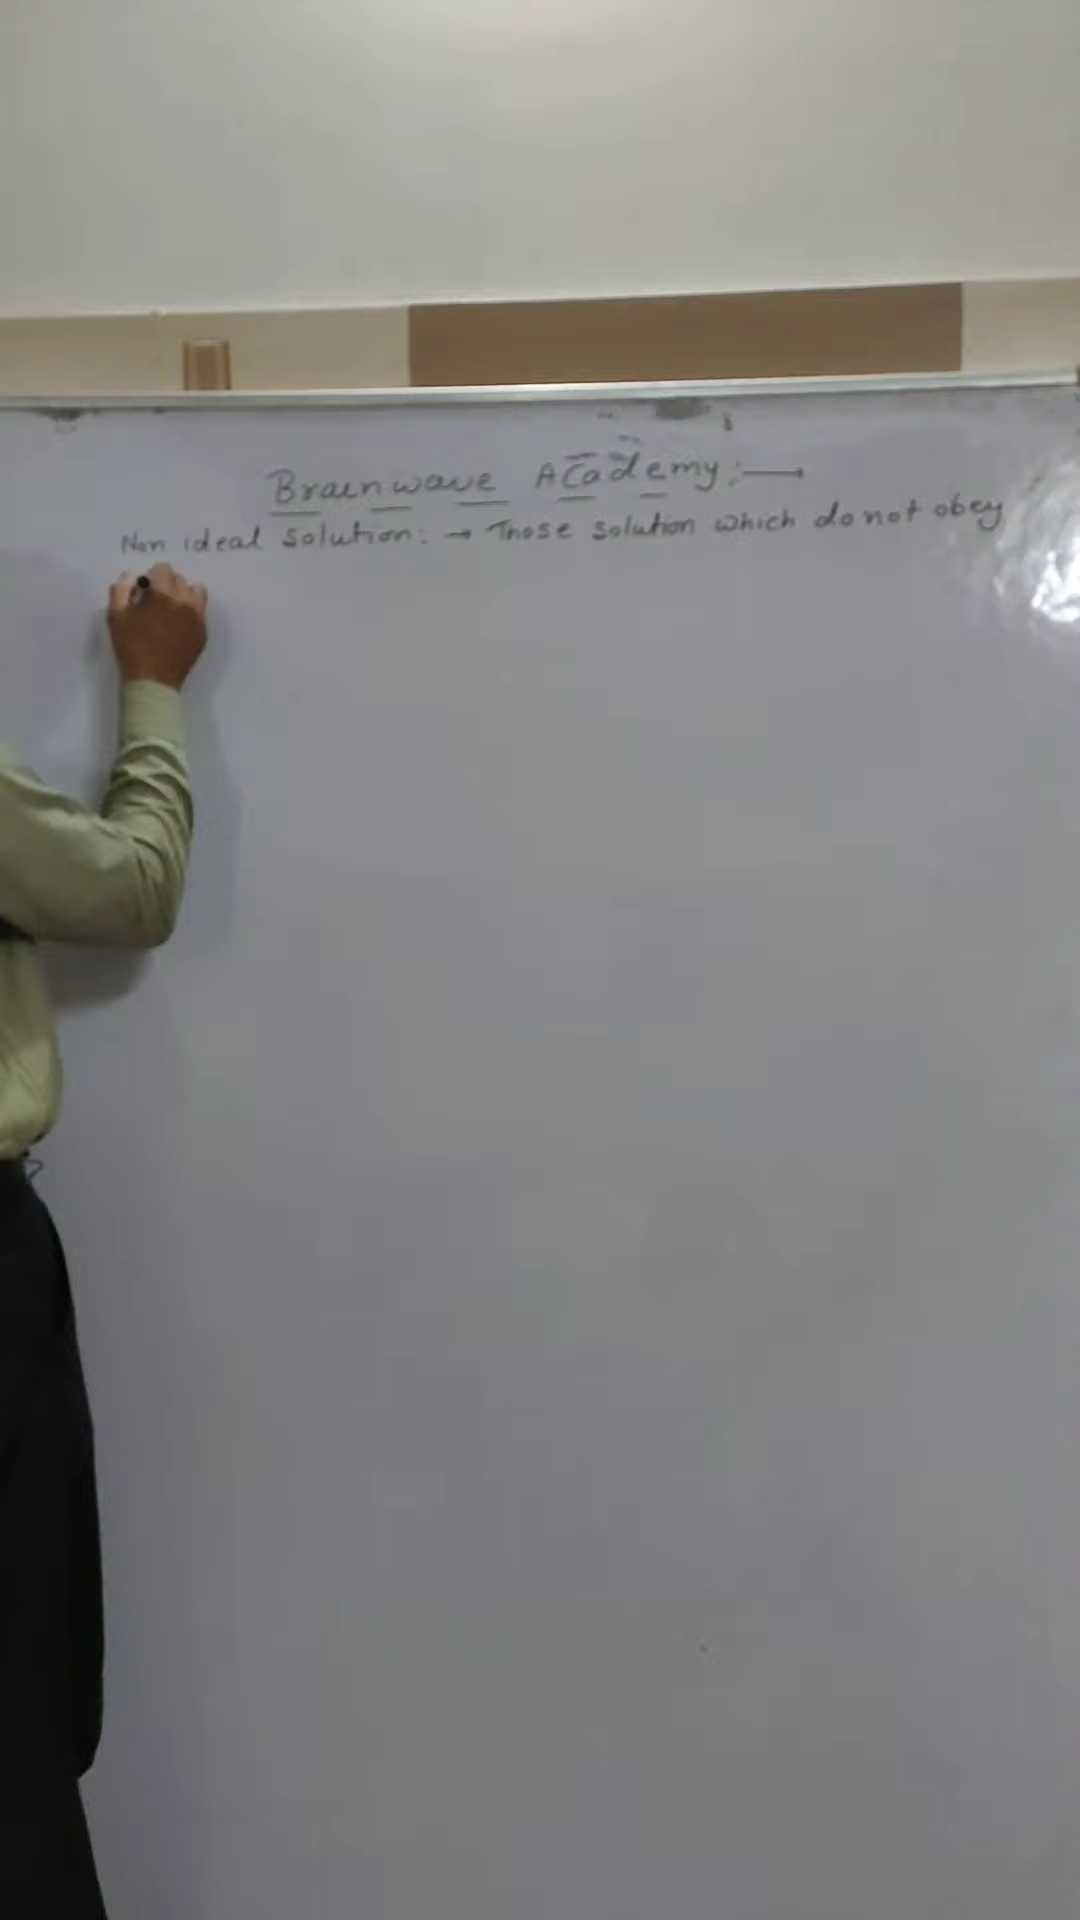 Brainwave Academy :→
Non ideal solution: → Those solution which do not obey